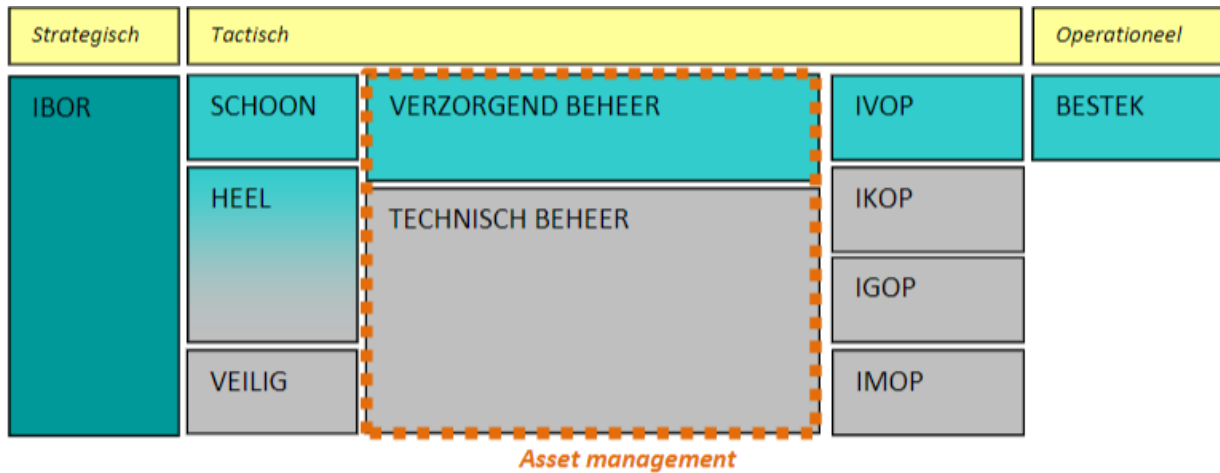 Strategisch
Tactisch
Operationeel
IBOR
SCHOON
VERZORGEND BEHEER
IVOP
BESTEK
HEEL
TECHNISCH BEHEER
IKOP
IGOP
VEILIG
IMOP
Asset management